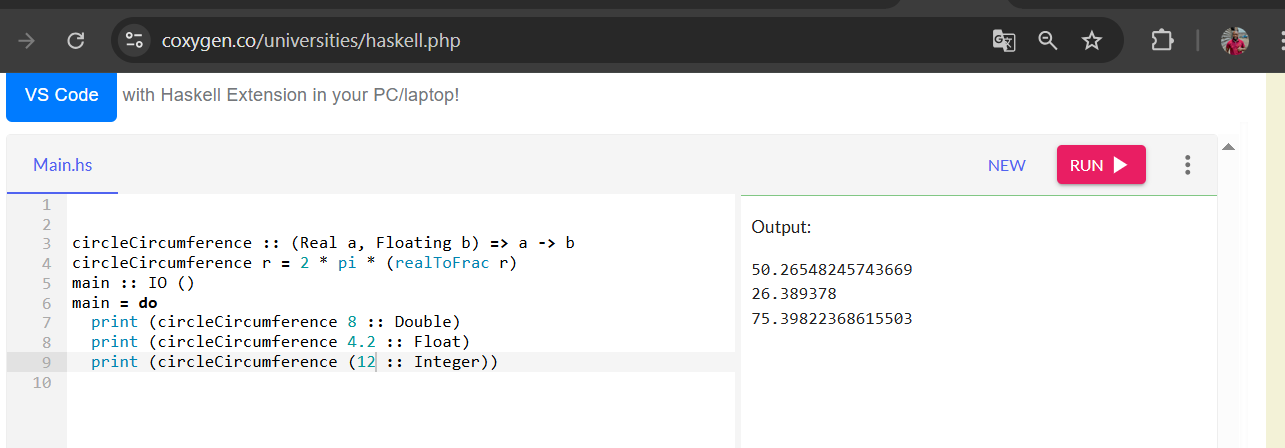 coxygen.co/universities/haskell.php
VS Code with Haskell Extension in your PC/laptop!
Main.hs
NEW
RUN
1
2
3 circleCircumference :: (Real a, Floating b) => a -> b
4 circleCircumference r = 2 * pi * (realToFrac r)
5 main :: IO ()
6 main = do
7   print (circleCircumference 8 :: Double)
8   print (circleCircumference 4.2 :: Float)
9   print (circleCircumference (12 :: Integer))
10
Output:
50.26548245743669
26.389378
75.39822368615503